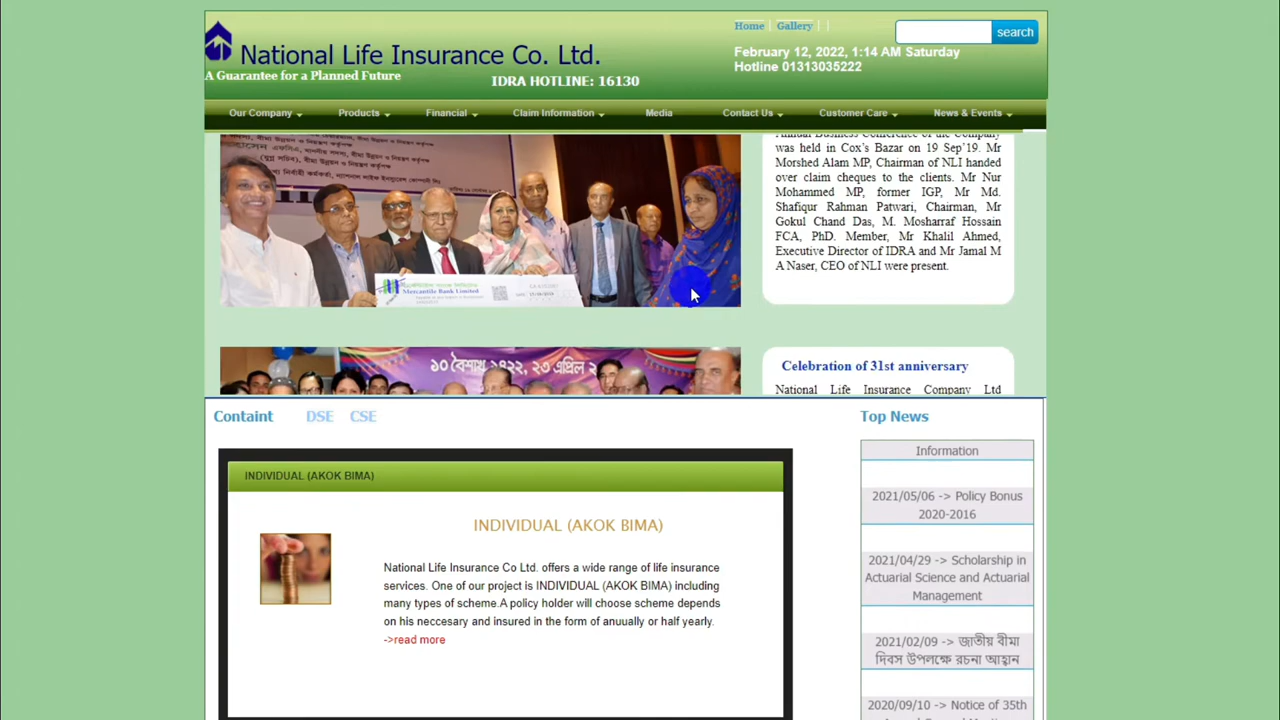 National Life Insurance Co. Ltd.
A Guarantee for a Planned Future
IDRA HOTLINE: 16130
Home
Gallery
search
February 12, 2022, 1:14 AM Saturday
Hotline 01313035222
Our Company
Products
Financial
Claim Information
Media
Contact Us
Customer Care
News & Events
Mercantile Bank Limited
Annual Business Conference of the Company
was held in Cox's Bazar on 19 Sep'19. Mr
Morshed Alam MP, Chairman of NLI handed
over claim cheques to the clients. Mr Nur
Mohammed MP, former IGP, Mr Md.
Shafiqur Rahman Patwari, Chairman, Mr
Gokul Chand Das, M. Mosharraf Hossain
FCA, PhD. Member, Mr Khalil Ahmed,
Executive Director of IDRA and Mr Jamal M
A Naser, CEO of NLI were present.
১০ বৈশাখ ১৪২২, ২৩ এপ্রিল ২
Celebration of 31st anniversary
National Life Insurance Company Ltd
Containt
DSE
CSE
INDIVIDUAL (AKOK BIMA)
INDIVIDUAL (AKOK BIMA)
National Life Insurance Co Ltd. offers a wide range of life insurance
services. One of our project is INDIVIDUAL (AKOK BIMA) including
many types of scheme.A policy holder will choose scheme depends
on his neccesary and insured in the form of anuually or half yearly.
->read more
Top News
Information
2021/05/06 -> Policy Bonus
2020-2016
2021/04/29 -> Scholarship in
Actuarial Science and Actuarial
Management
2021/02/09 -> জাতীয় বীমা
দিবস উপলক্ষে রচনা আহ্বান
2020/09/10 -> Notice of 35th